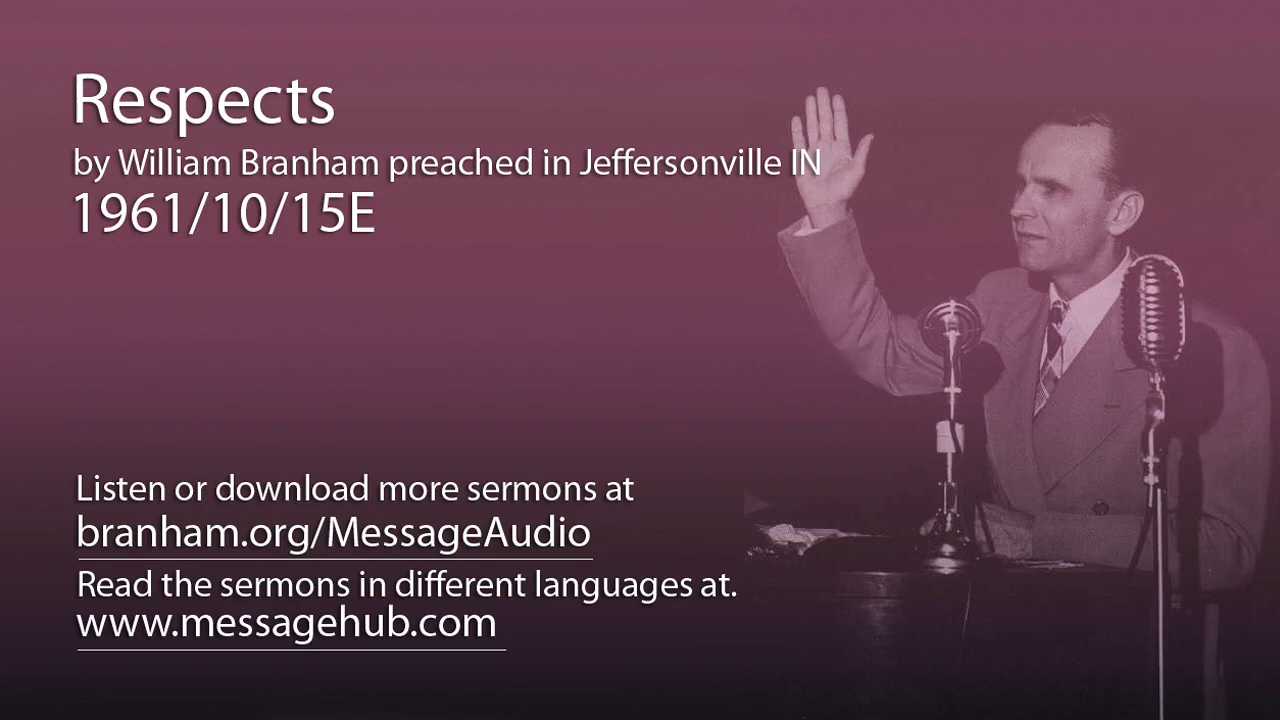 Respects
by William Branham preached in Jeffersonville IN
1961/10/15E
Listen or download more sermons at
branham.org/MessageAudio
Read the sermons in different languages at.
www.messagehub.com